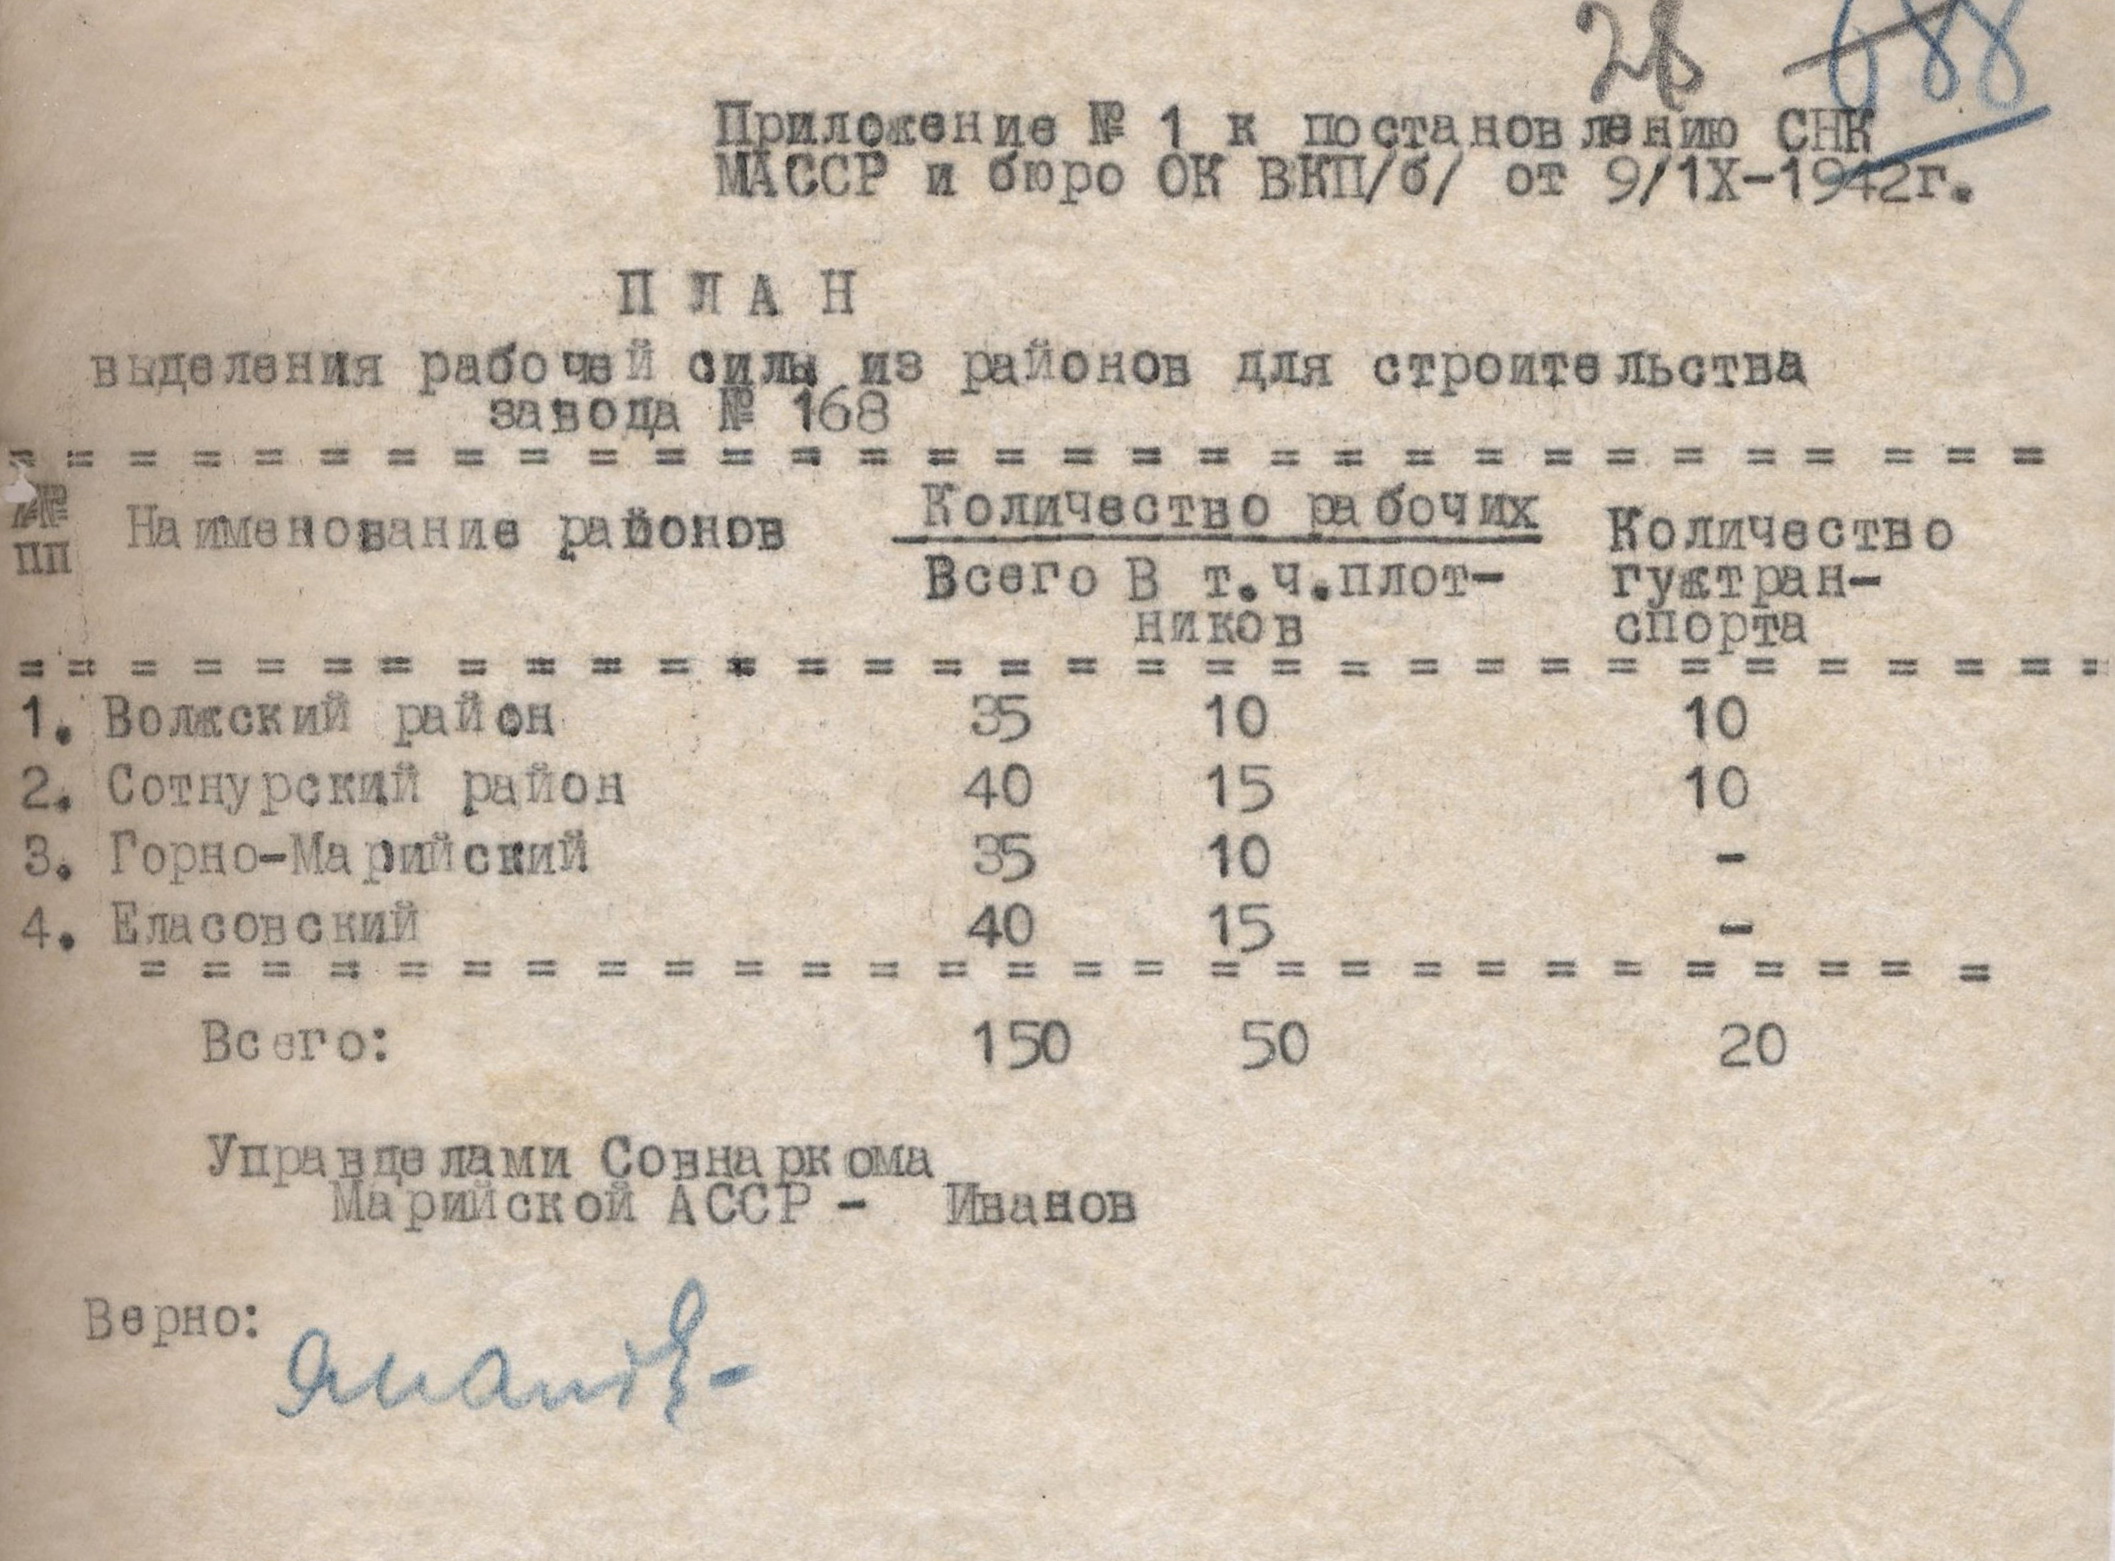 28 688
Приложение № 1 к постановлению СНК
МАССР и бюро ОК ВКП/б/ от 9/1Х-1942г.
П Л А Н
выделения рабочей силы из районов для строительства
завода № 168
= = = = = = = = = = = = = = = = = = = = = = = = = = = = = =
№№ Наименование районов Количество рабочих Количество
пп Всего В т.ч.плот- гужтран-
ников спорта
= = = = = = = = = = = = = = = = = = = = = = = = = = = = = =
1. Волжский район 35 10 10
2. Сотнурский район 40 15 10
3. Горно-Марийский 35 10 -
4. Еласовский 40 15 -
= = = = = = = = = = = = = = = = = = = = = = = = = = =
Всего: 150 50 20
Управделами Совнаркома
Марийской АССР - Иванов
Верно: